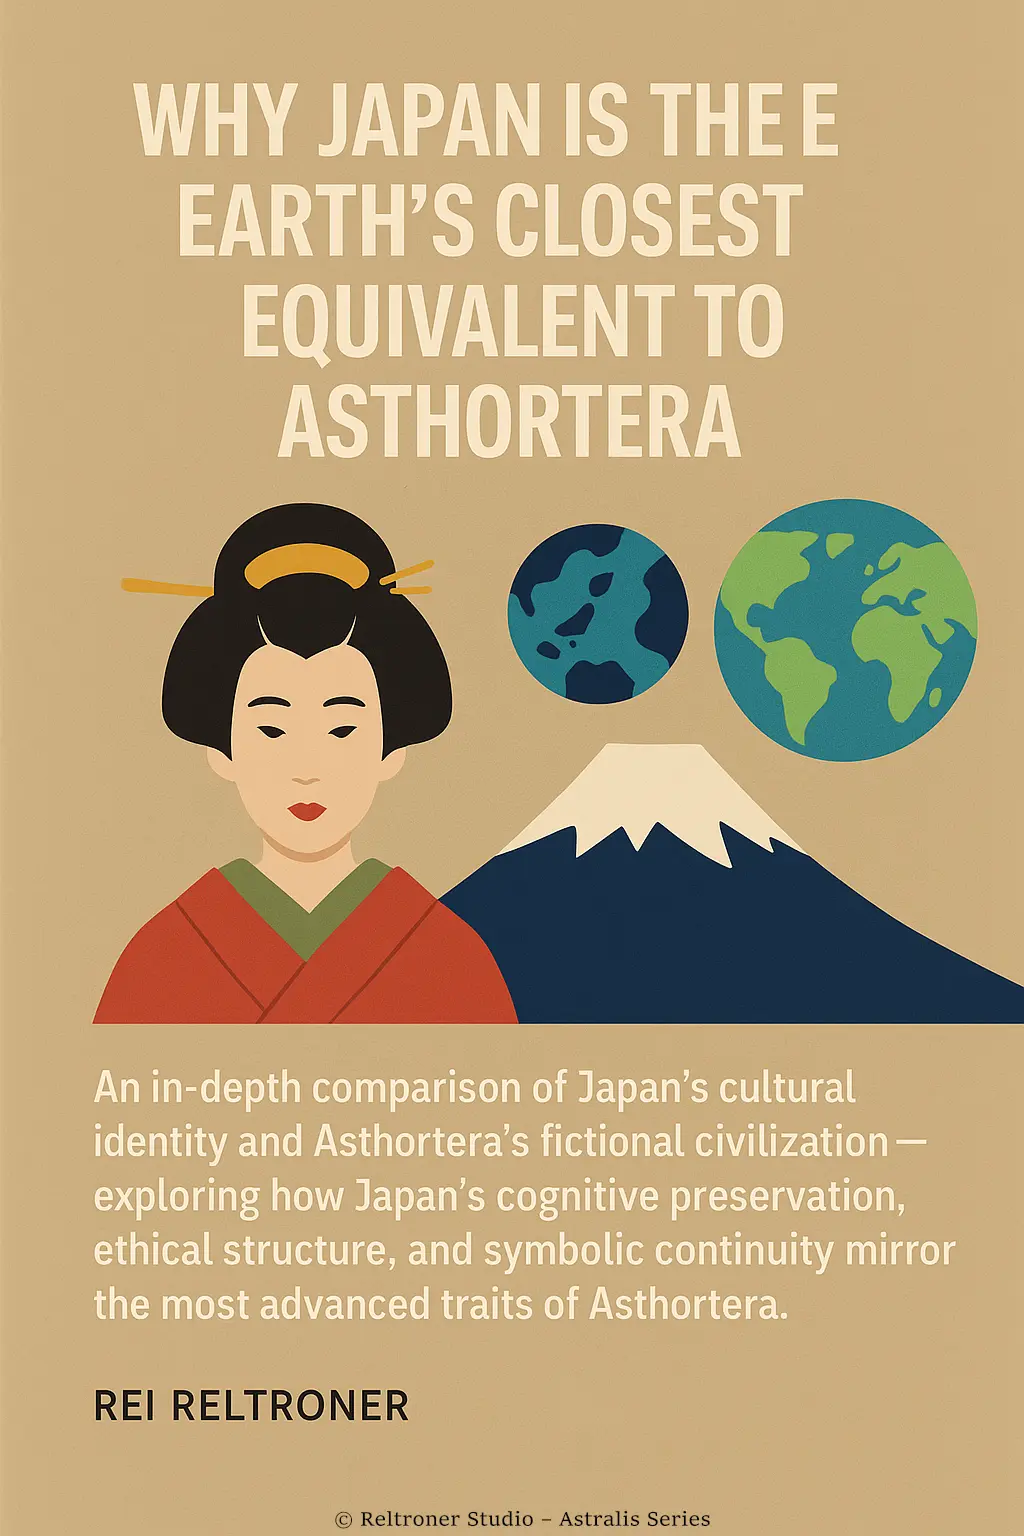 WHY JAPAN IS THE E
EARTH’S CLOSEST
EQUIVALENT TO
ASTHORTERA
An in-depth comparison of Japan’s cultural
identity and Asthortera’s fictional civilization—
exploring how Japan’s cognitive preservation,
ethical structure, and symbolic continuity mirror
the most advanced traits of Asthortera.
REI RELTRONER
© Reltroner Studio – Astralis Series